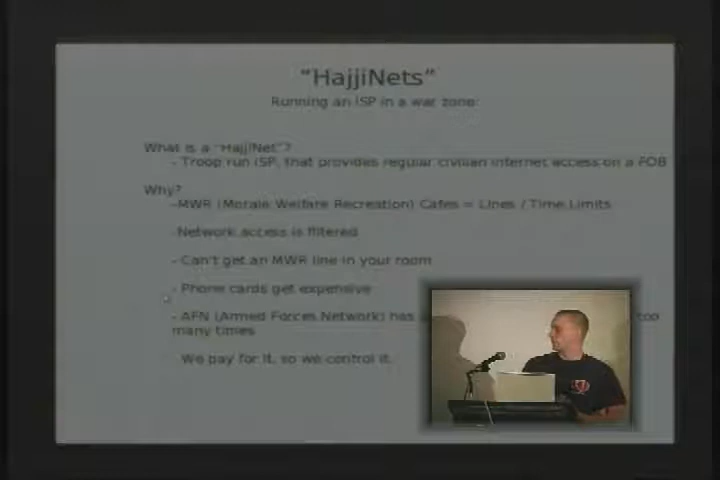 “HajjiNets”
Running an ISP in a war zone.
What is a “HajjiNet”?
- Troop run ISP, that provides regular civilian internet access on a FOB
Why?
-MWR (Morale Welfare Recreation) Cafes = Lines / Time Limits
-Network access is filtered
- Can't get an MWR line in your room
- Phone cards get expensive
- AFN (Armed Forces Network) has too
many times
We pay for it, so we control it.